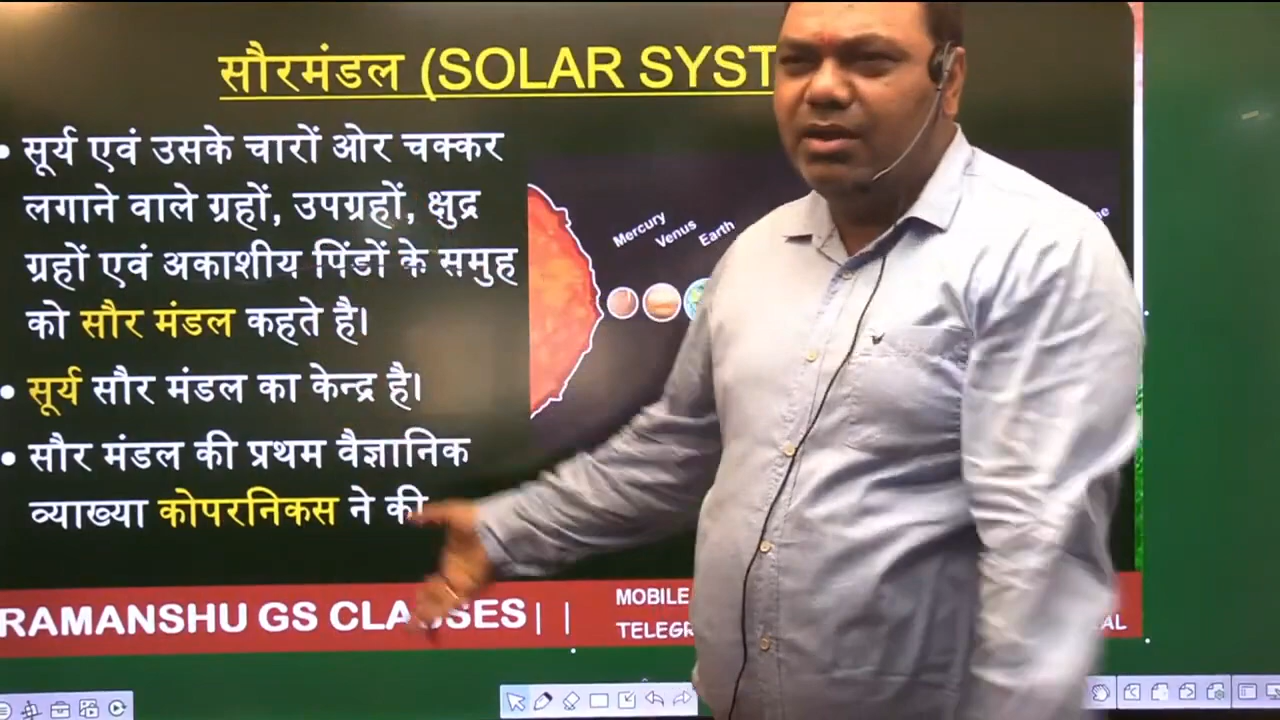 सौरमंडल (SOLAR SYST
• सूर्य एवं उसके चारों ओर चक्कर
लगाने वाले ग्रहों, उपग्रहों, क्षुद्र
ग्रहों एवं अकाशीय पिंडों के समुह
को सौर मंडल कहते है।
• सूर्य सौर मंडल का केन्द्र है।
• सौर मंडल की प्रथम वैज्ञानिक
व्याख्या कोपरनिकस ने की
Mercury
Venus
Earth
RAMANSHU GS CLASSES||
MOBILE